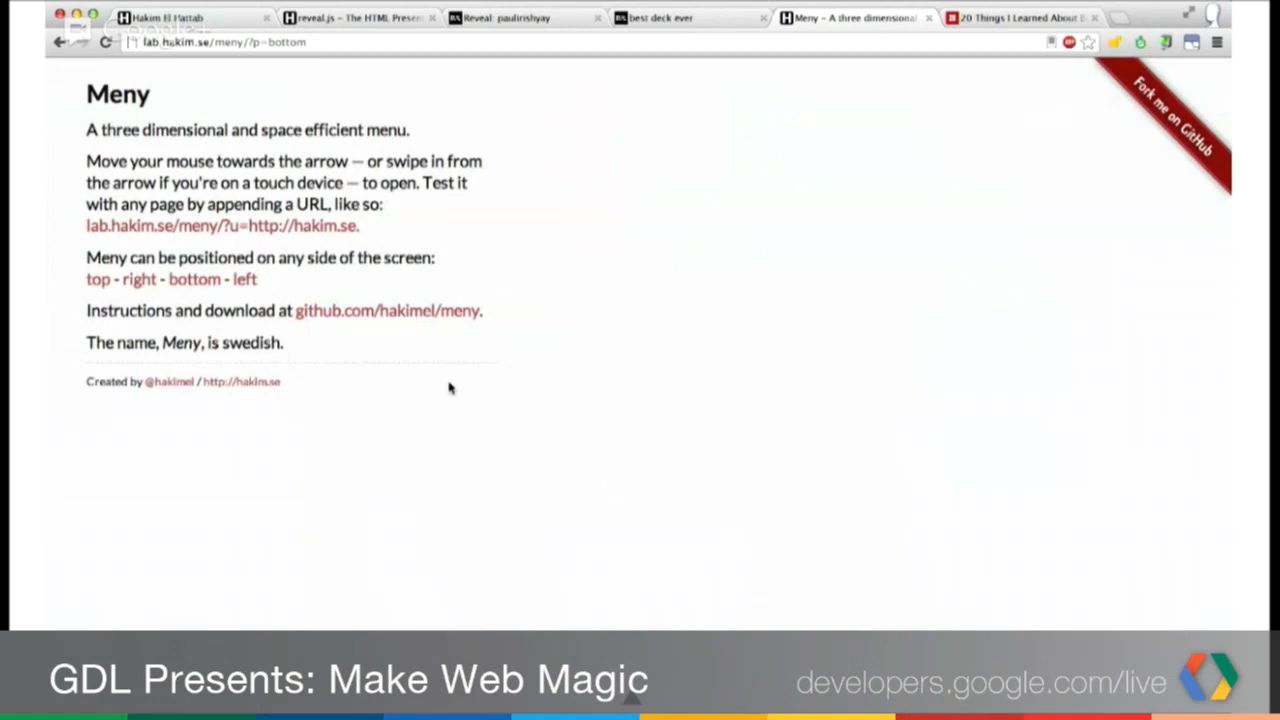 Hakim El Hattab
reveal.js - The HTML Presen
Reveal: paulirishyay
best deck ever
Meny - A three dimensional
20 Things I Learned About
Google+
lab.hakim.se/meny/?p=bottom
Fork me on GitHub
Meny
A three dimensional and space efficient menu.
Move your mouse towards the arrow — or swipe in from
the arrow if you're on a touch device — to open. Test it
with any page by appending a URL, like so:
lab.hakim.se/meny/?u=http://hakim.se.
Meny can be positioned on any side of the screen:
top - right - bottom - left
Instructions and download at github.com/hakimel/meny.
The name, Meny, is swedish.
Created by @hakimel / http://hakim.se
GDL Presents: Make Web Magic
developers.google.com/live